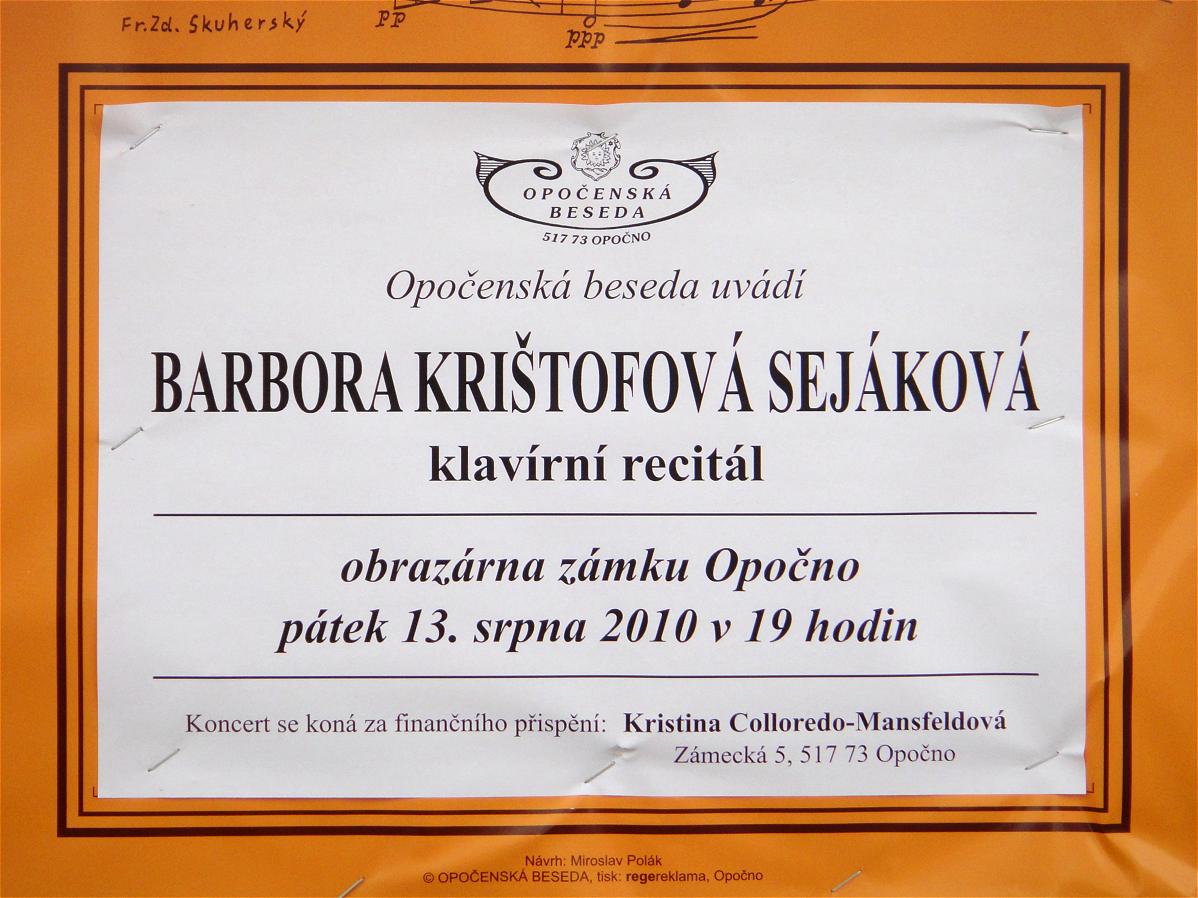 Fr. Zd. Skuherský
pp
ppp
OPOČENSKÁ
BESEDA
517 73 OPOČNO
Opočenská beseda uvádí
BARBORA KRIŠTOFOVÁ SEJÁKOVÁ
klavírní recitál
obrazárna zámku Opočno
pátek 13. srpna 2010 v 19 hodin
Koncert se koná za finančního přispění: Kristina Colloredo-Mansfeldová
Zámecká 5, 517 73 Opočno
Návrh: Miroslav Polák
© OPOČENSKÁ BESEDA, tisk: regereklama, Opočno